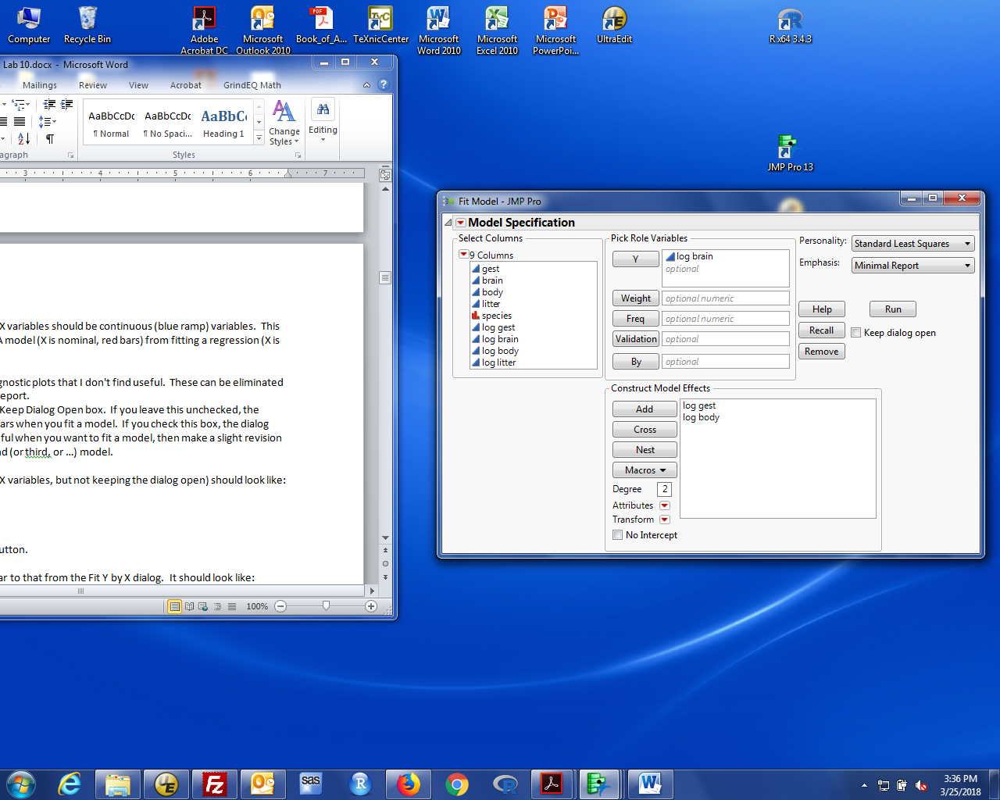 Computer
Recycle Bin
Adobe
Acrobat DC
Microsoft
Outlook 2010
Book_of_A...
TeXnicCenter
Microsoft
Word 2010
Microsoft
Excel 2010
Microsoft
PowerPoi...
UltraEdit
R x64 3.4.3
JMP Pro 13
Lab 10.docx - Microsoft Word
Mailings
Review
View
Acrobat
GrindEQ Math
AaBbCcDc
AaBbCcDc
AaBbC
¶ Normal
¶ No Spaci...
Heading 1
Change
Styles
Editing
agraph
Styles
3 4 5 6 7
X variables should be continuous (blue ramp) variables. This
A model (X is nominal, red bars) from fitting a regression (X is
gnostic plots that I don't find useful. These can be eliminated
eport.
Keep Dialog Open box. If you leave this unchecked, the
ars when you fit a model. If you check this box, the dialog
ful when you want to fit a model, then make a slight revision
nd (or third, or ...) model.
X variables, but not keeping the dialog open) should look like:
utton.
ar to that from the Fit Y by X dialog. It should look like:
100%
Fit Model - JMP Pro
Model Specification
Select Columns
9 Columns
gest
brain
body
litter
species
log gest
log brain
log body
log litter
Pick Role Variables
Y
log brain
optional
Weight
optional numeric
Freq
optional numeric
Validation
optional
By
optional
Personality:
Standard Least Squares
Emphasis:
Minimal Report
Help
Run
Recall
Keep dialog open
Remove
Construct Model Effects
Add
Cross
Nest
Macros
Degree
2
Attributes
Transform
No Intercept
log gest
log body
sas
3:36 PM
3/25/2018